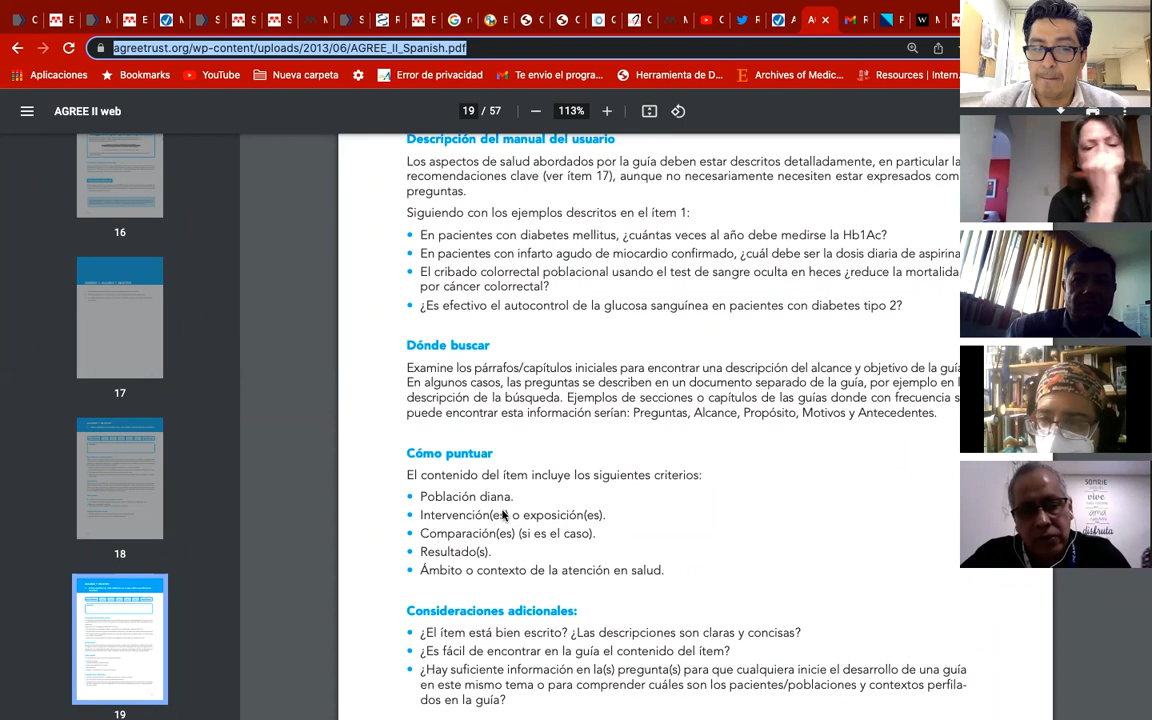 agreetrust.org/wp-content/uploads/2013/06/AGREE_II_Spanish.pdf
Aplicaciones Bookmarks YouTube Nueva carpeta Error de privacidad Te envio el progra... Herramienta de D... Archives of Medic... Resources | Intern...
AGREE II web 19 / 57 113%
16
17
18
19
Descripción del manual del usuario
Los aspectos de salud abordados por la guía deben estar descritos detalladamente, en particular la
recomendaciones clave (ver ítem 17), aunque no necesariamente necesiten estar expresados com
preguntas.
Siguiendo con los ejemplos descritos en el ítem 1:
• En pacientes con diabetes mellitus, ¿cuántas veces al año debe medirse la Hb1Ac?
• En pacientes con infarto agudo de miocardio confirmado, ¿cuál debe ser la dosis diaria de aspirina
• El cribado colorrectal poblacional usando el test de sangre oculta en heces ¿reduce la mortalida
por cáncer colorrectal?
• ¿Es efectivo el autocontrol de la glucosa sanguínea en pacientes con diabetes tipo 2?
Dónde buscar
Examine los párrafos/capítulos iniciales para encontrar una descripción del alcance y objetivo de la guía
En algunos casos, las preguntas se describen en un documento separado de la guía, por ejemplo en l
descripción de la búsqueda. Ejemplos de secciones o capítulos de las guías donde con frecuencia s
puede encontrar esta información serían: Preguntas, Alcance, Propósito, Motivos y Antecedentes.
Cómo puntuar
El contenido del ítem incluye los siguientes criterios:
• Población diana.
• Intervención(es) o exposición(es).
• Comparación(es) (si es el caso).
• Resultado(s).
• Ámbito o contexto de la atención en salud.
Consideraciones adicionales:
• ¿El ítem está bien escrito? ¿Las descripciones son claras y concisas?
• ¿Es fácil de encontrar en la guía el contenido del ítem?
• ¿Hay suficiente información en la(s) pregunta(s) para que cualquiera inicie el desarrollo de una guía
en este mismo tema o para comprender cuáles son los pacientes/poblaciones y contextos perfila-
dos en la guía?
SONRIE
vive
ama
disfruta